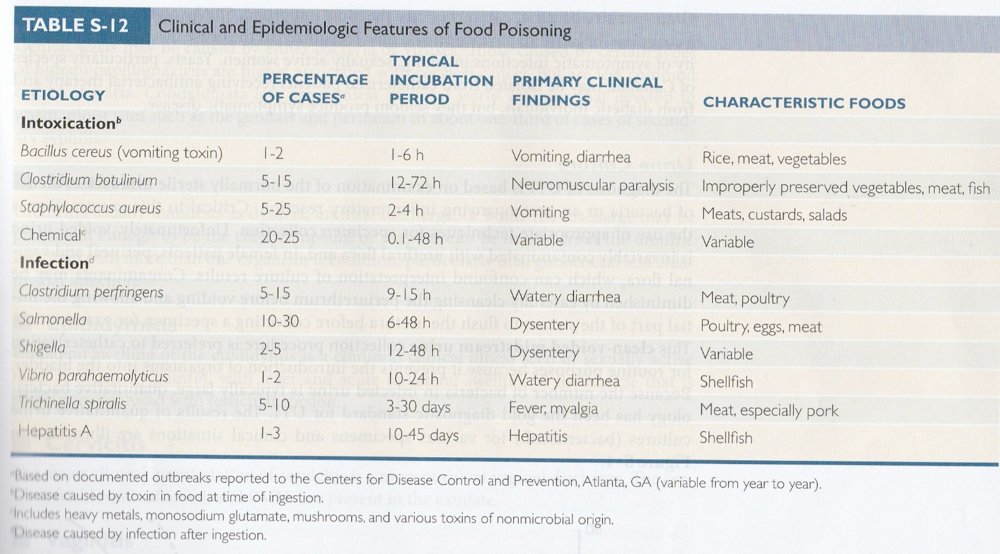 TABLE S-12 Clinical and Epidemiologic Features of Food Poisoning
TYPICAL
PERCENTAGE INCUBATION PRIMARY CLINICAL
ETIOLOGY OF CASESᵃ PERIOD FINDINGS CHARACTERISTIC FOODS
Intoxicationᵇ
Bacillus cereus (vomiting toxin) 1-2 1-6 h Vomiting, diarrhea Rice, meat, vegetables
Clostridium botulinum 5-15 12-72 h Neuromuscular paralysis Improperly preserved vegetables, meat, fish
Staphylococcus aureus 5-25 2-4 h Vomiting Meats, custards, salads
Chemicalᶜ 20-25 0.1-48 h Variable Variable
Infectionᵈ
Clostridium perfringens 5-15 9-15 h Watery diarrhea Meat, poultry
Salmonella 10-30 6-48 h Dysentery Poultry, eggs, meat
Shigella 2-5 12-48 h Dysentery Variable
Vibrio parahaemolyticus 1-2 10-24 h Watery diarrhea Shellfish
Trichinella spiralis 5-10 3-30 days Fever, myalgia Meat, especially pork
Hepatitis A 1-3 10-45 days Hepatitis Shellfish
ᵃBased on documented outbreaks reported to the Centers for Disease Control and Prevention, Atlanta, GA (variable from year to year).
ᵇDisease caused by toxin in food at time of ingestion.
ᶜIncludes heavy metals, monosodium glutamate, mushrooms, and various toxins of nonmicrobial origin.
ᵈDisease caused by infection after ingestion.